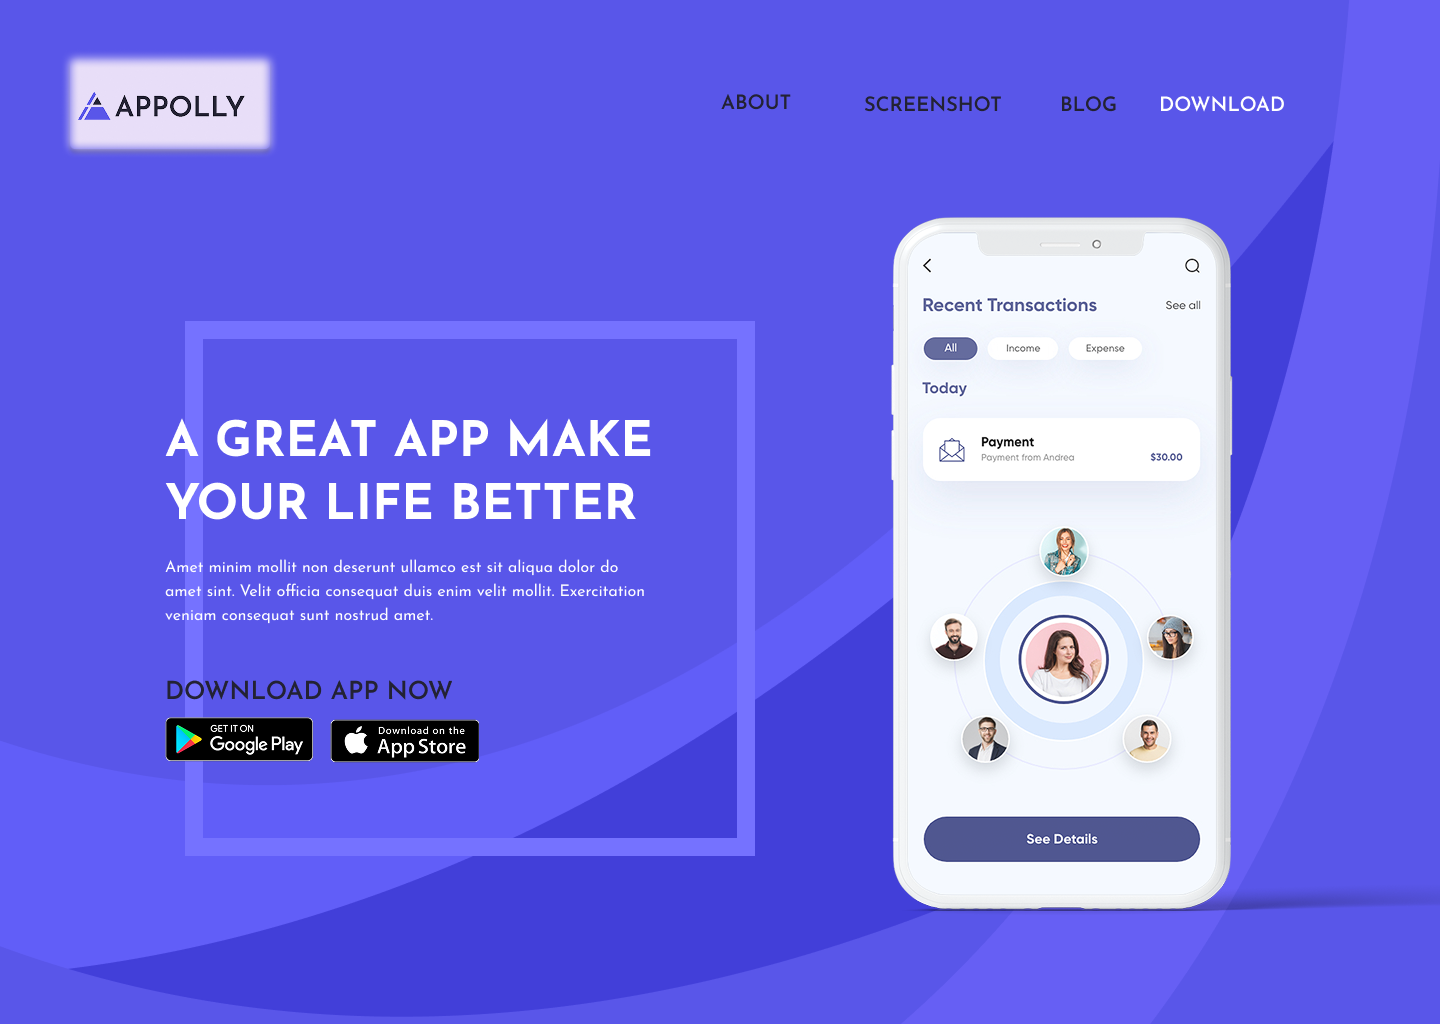 APPOLLY
ABOUT
SCREENSHOT
BLOG
DOWNLOAD
A GREAT APP MAKE
YOUR LIFE BETTER
Amet minim mollit non deserunt ullamco est sit aliqua dolor do
amet sint. Velit officia consequat duis enim velit mollit. Exercitation
veniam consequat sunt nostrud amet.
DOWNLOAD APP NOW
GET IT ON
Google Play
Download on the
App Store
Recent Transactions
See all
All
Income
Expense
Today
Payment
Payment from Andrea
$30.00
See Details